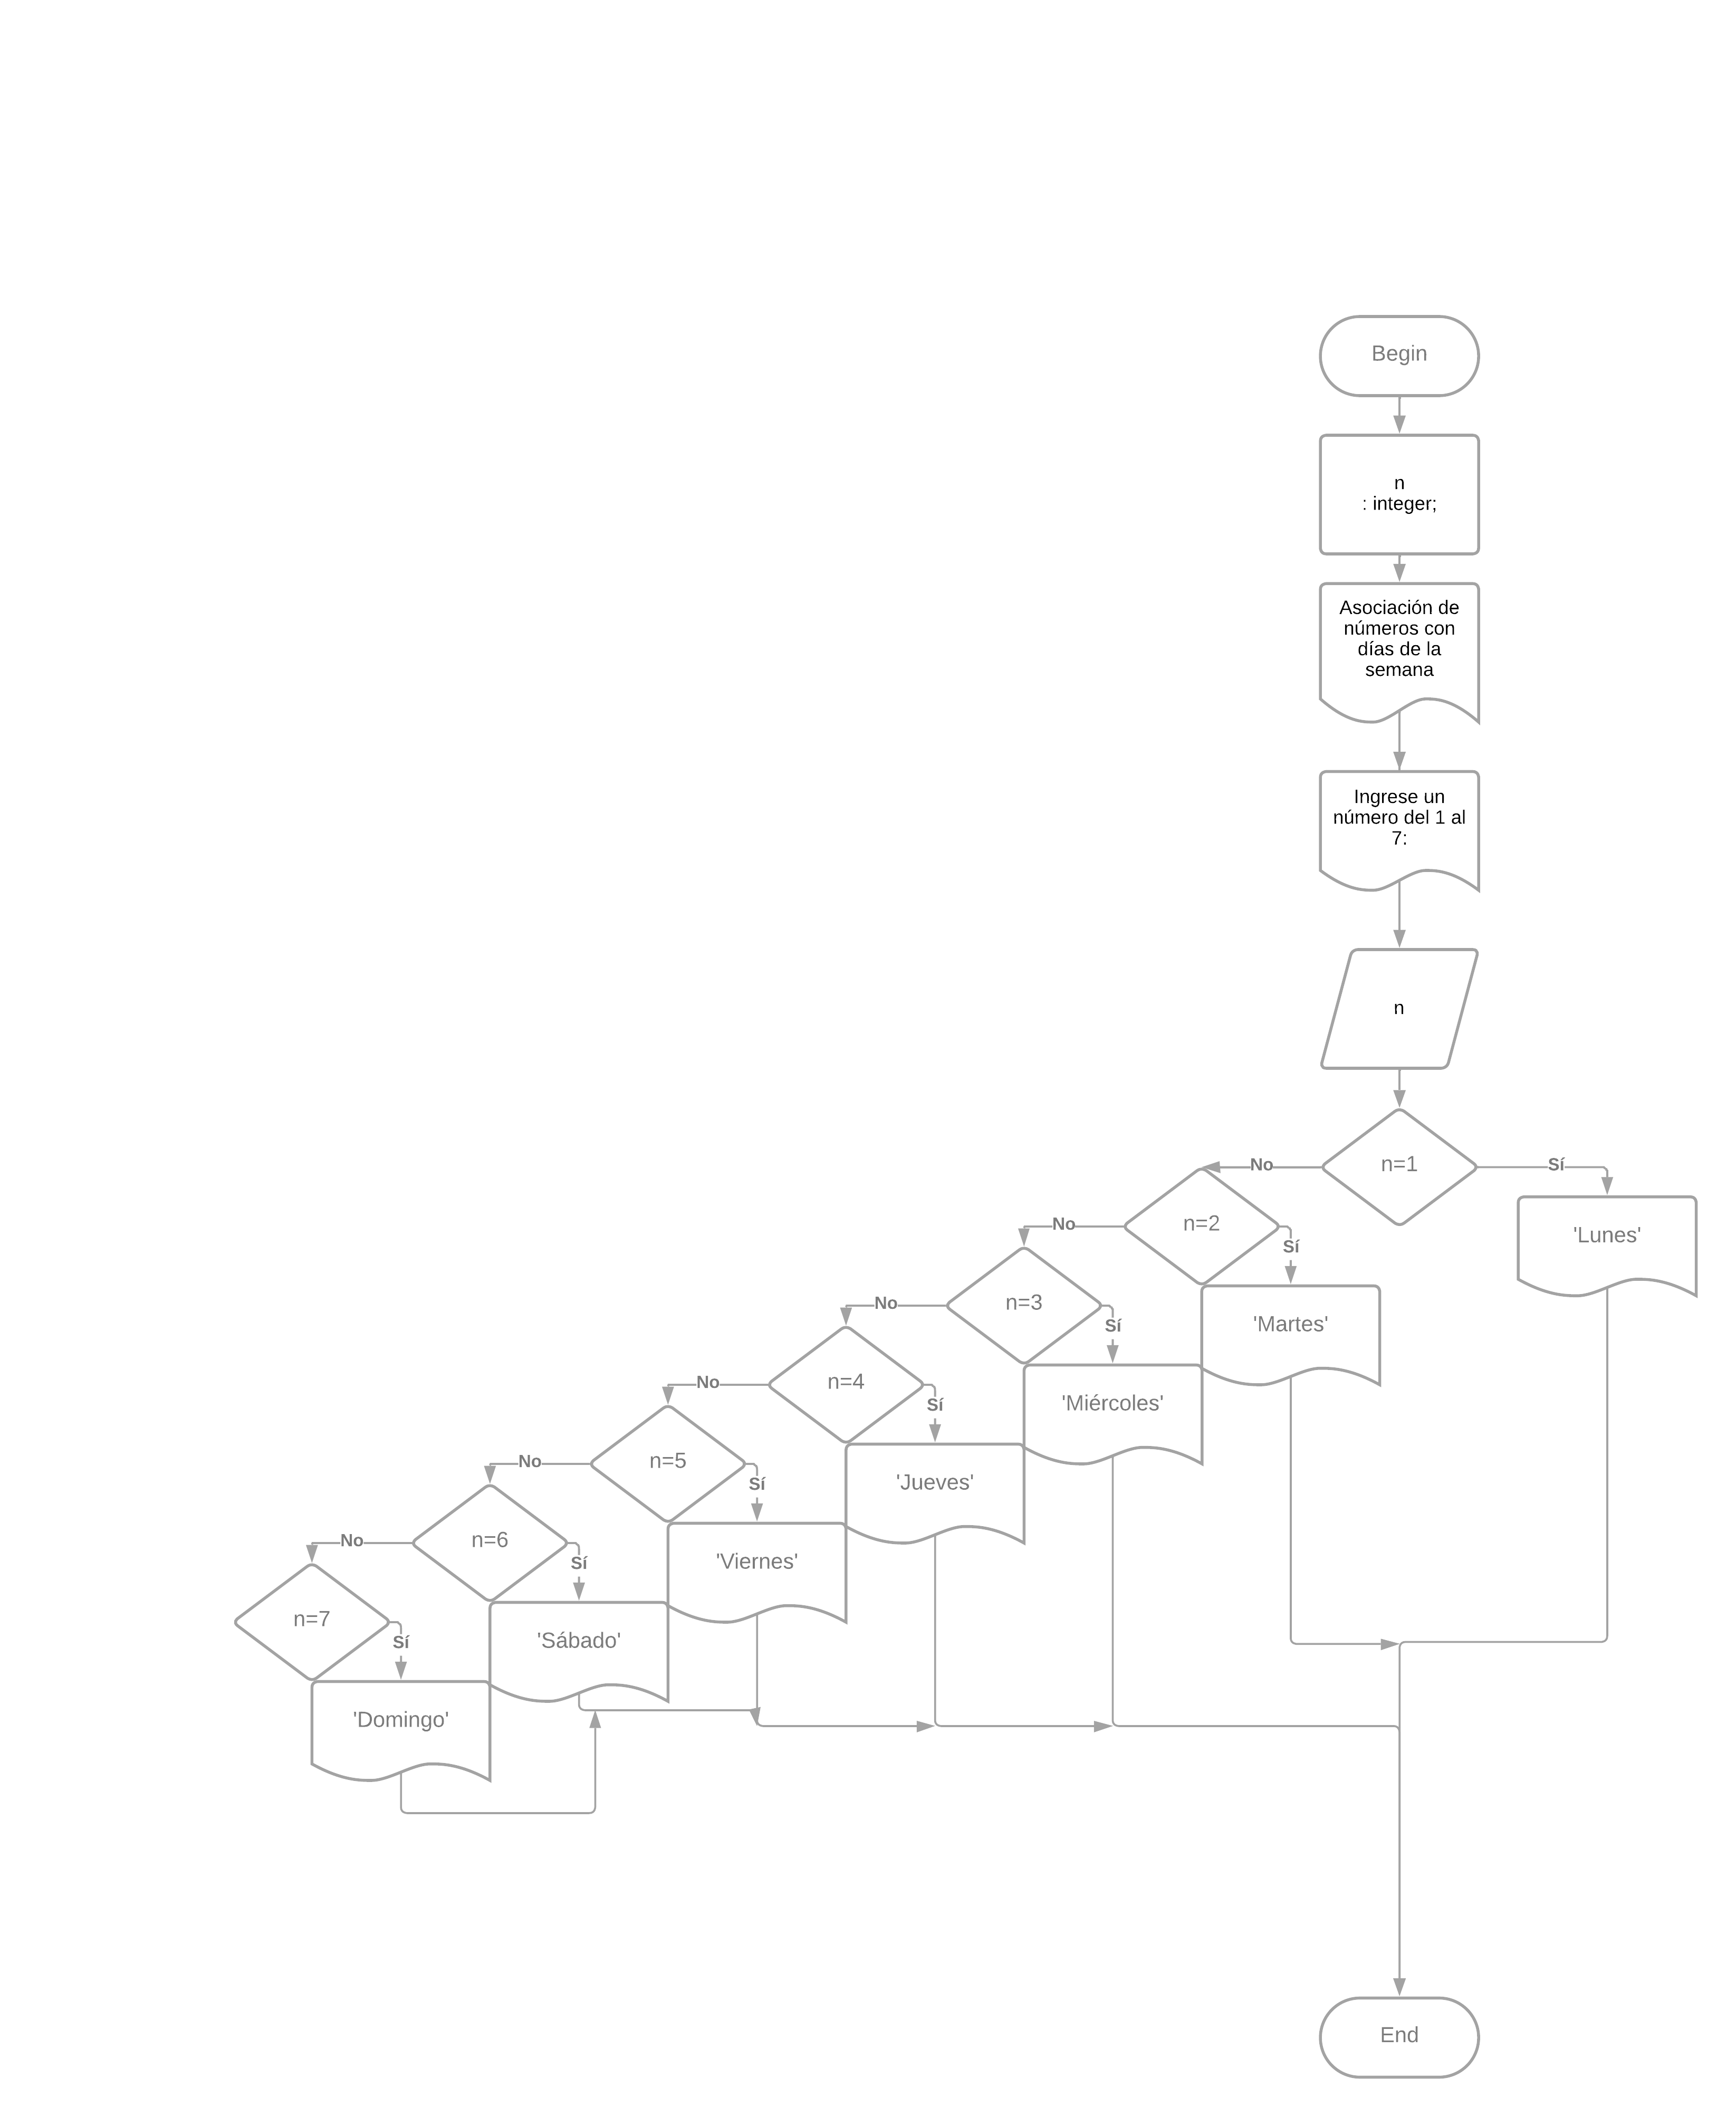 Begin
n
: integer;
Asociación de
números con
días de la
semana
Ingrese un
número del 1 al
7:
n
n=1
No
Sí
'Lunes'
n=2
No
Sí
'Martes'
n=3
No
Sí
'Miércoles'
n=4
No
Sí
'Jueves'
n=5
No
Sí
'Viernes'
n=6
No
Sí
'Sábado'
n=7
Sí
'Domingo'
End